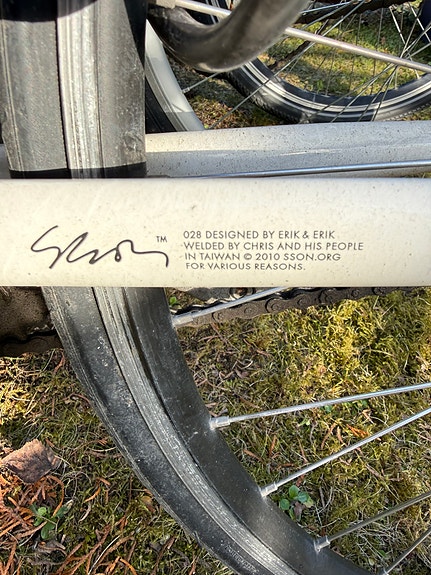 Sson™
028 DESIGNED BY ERIK & ERIK
WELDED BY CHRIS AND HIS PEOPLE
IN TAIWAN © 2010 SSON.ORG
FOR VARIOUS REASONS.